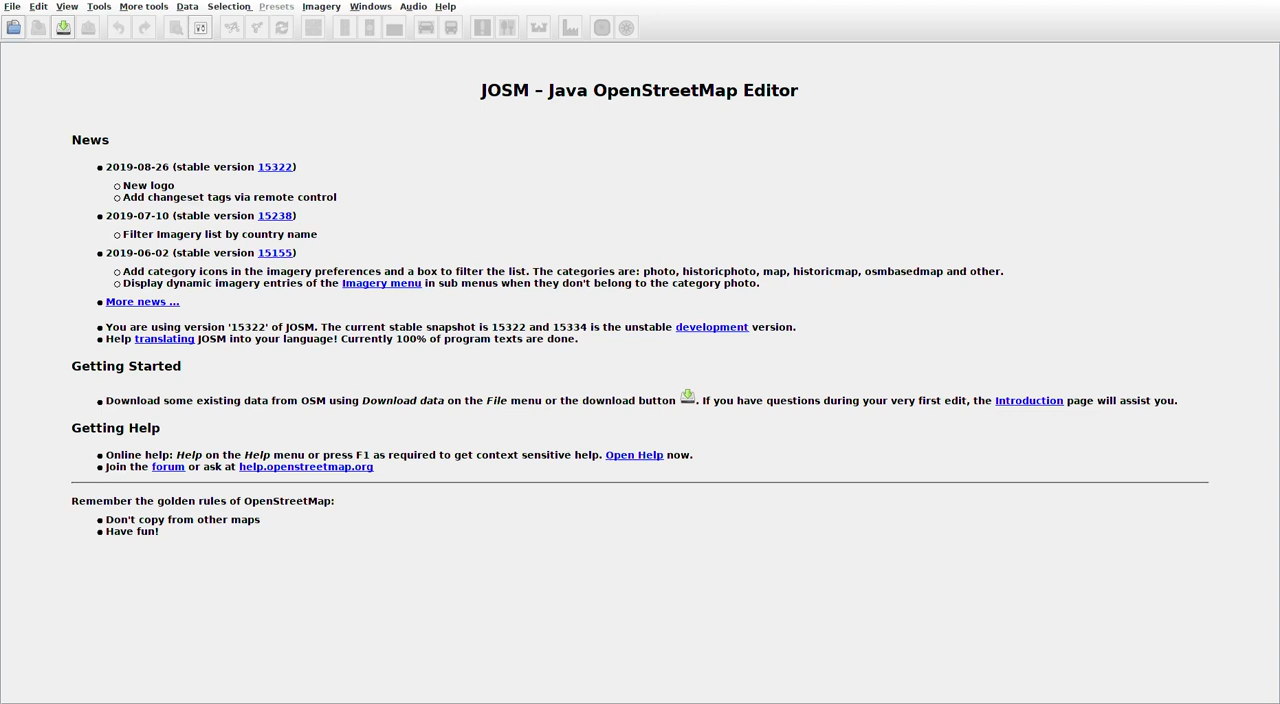 File Edit View Tools More tools Data Selection Presets Imagery Windows Audio Help
JOSM – Java OpenStreetMap Editor
News
2019-08-26 (stable version 15322)
New logo
Add changeset tags via remote control
2019-07-10 (stable version 15238)
Filter Imagery list by country name
2019-06-02 (stable version 15155)
Add category icons in the imagery preferences and a box to filter the list. The categories are: photo, historicphoto, map, historicmap, osmbasedmap and other.
Display dynamic imagery entries of the Imagery menu in sub menus when they don't belong to the category photo.
More news ...
You are using version '15322' of JOSM. The current stable snapshot is 15322 and 15334 is the unstable development version.
Help translating JOSM into your language! Currently 100% of program texts are done.
Getting Started
Download some existing data from OSM using Download data on the File menu or the download button . If you have questions during your very first edit, the Introduction page will assist you.
Getting Help
Online help: Help on the Help menu or press F1 as required to get context sensitive help. Open Help now.
Join the forum or ask at help.openstreetmap.org
Remember the golden rules of OpenStreetMap:
Don't copy from other maps
Have fun!